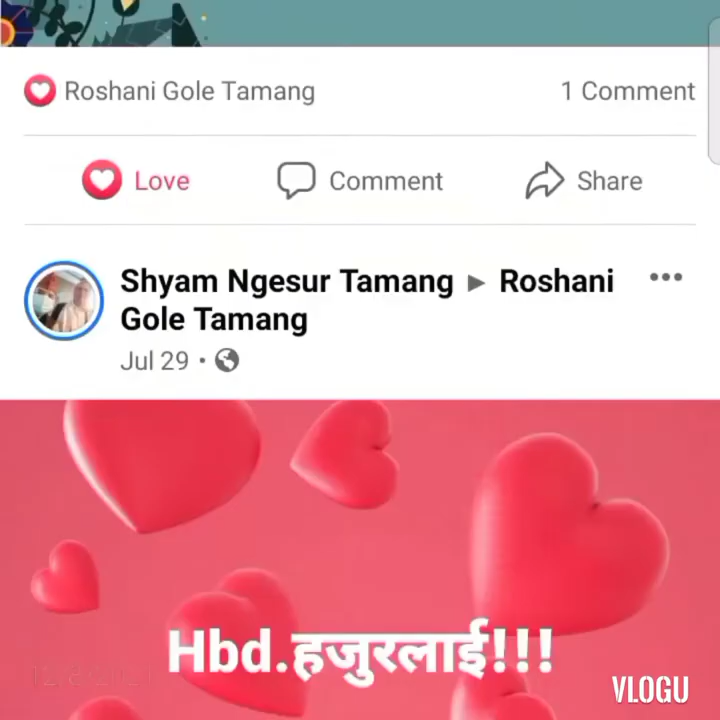 Roshani Gole Tamang 1 Comment
Love Comment Share
Shyam Ngesur Tamang ▸ Roshani
Gole Tamang
Jul 29 ·
Hbd.हजुरलाई!!!
VLOGU